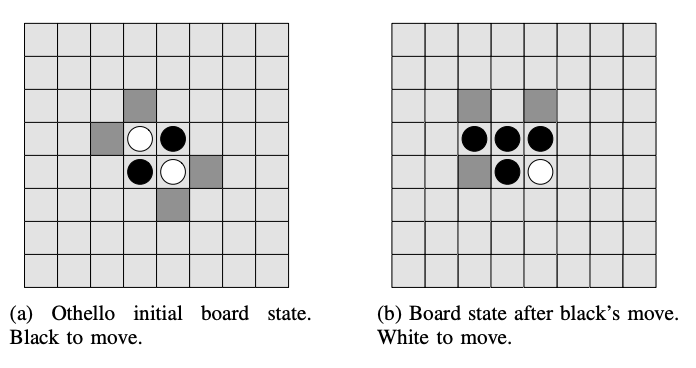 (a) Othello initial board state.
Black to move.
(b) Board state after black's move.
White to move.